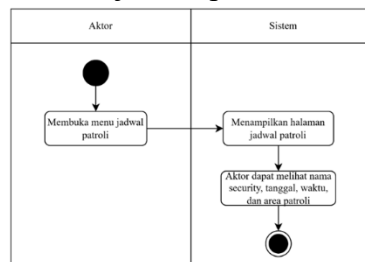 Aktor
Sistem
Membuka menu jadwal
patroli
Menampilkan halaman
jadwal patroli
Aktor dapat melihat nama
security, tanggal, waktu,
dan area patroli